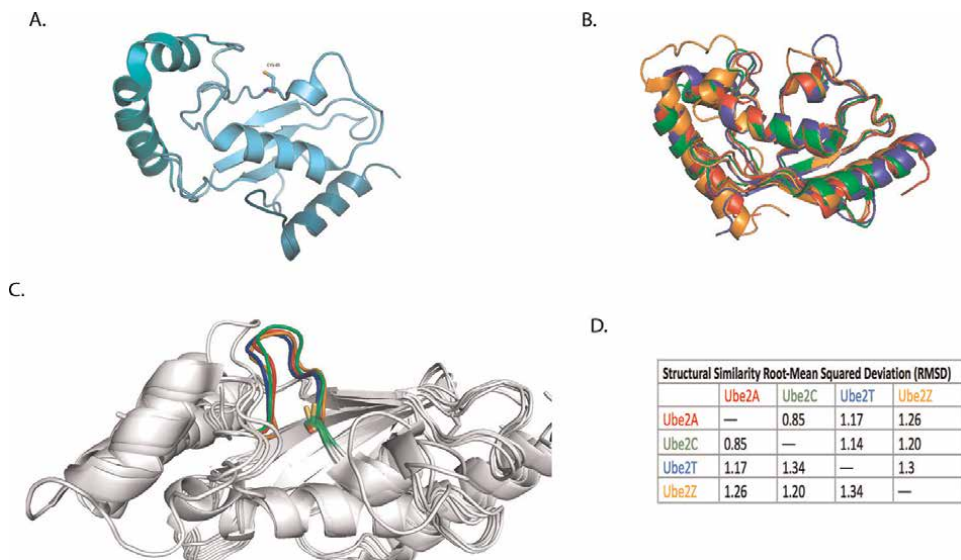 A.
B.
C.
D.
Structural Similarity Root-Mean Squared Deviation (RMSD)
Ube2A Ube2C Ube2T Ube2Z
Ube2A — 0.85 1.17 1.26
Ube2C 0.85 — 1.14 1.20
Ube2T 1.17 1.34 — 1.3
Ube2Z 1.26 1.20 1.34 —